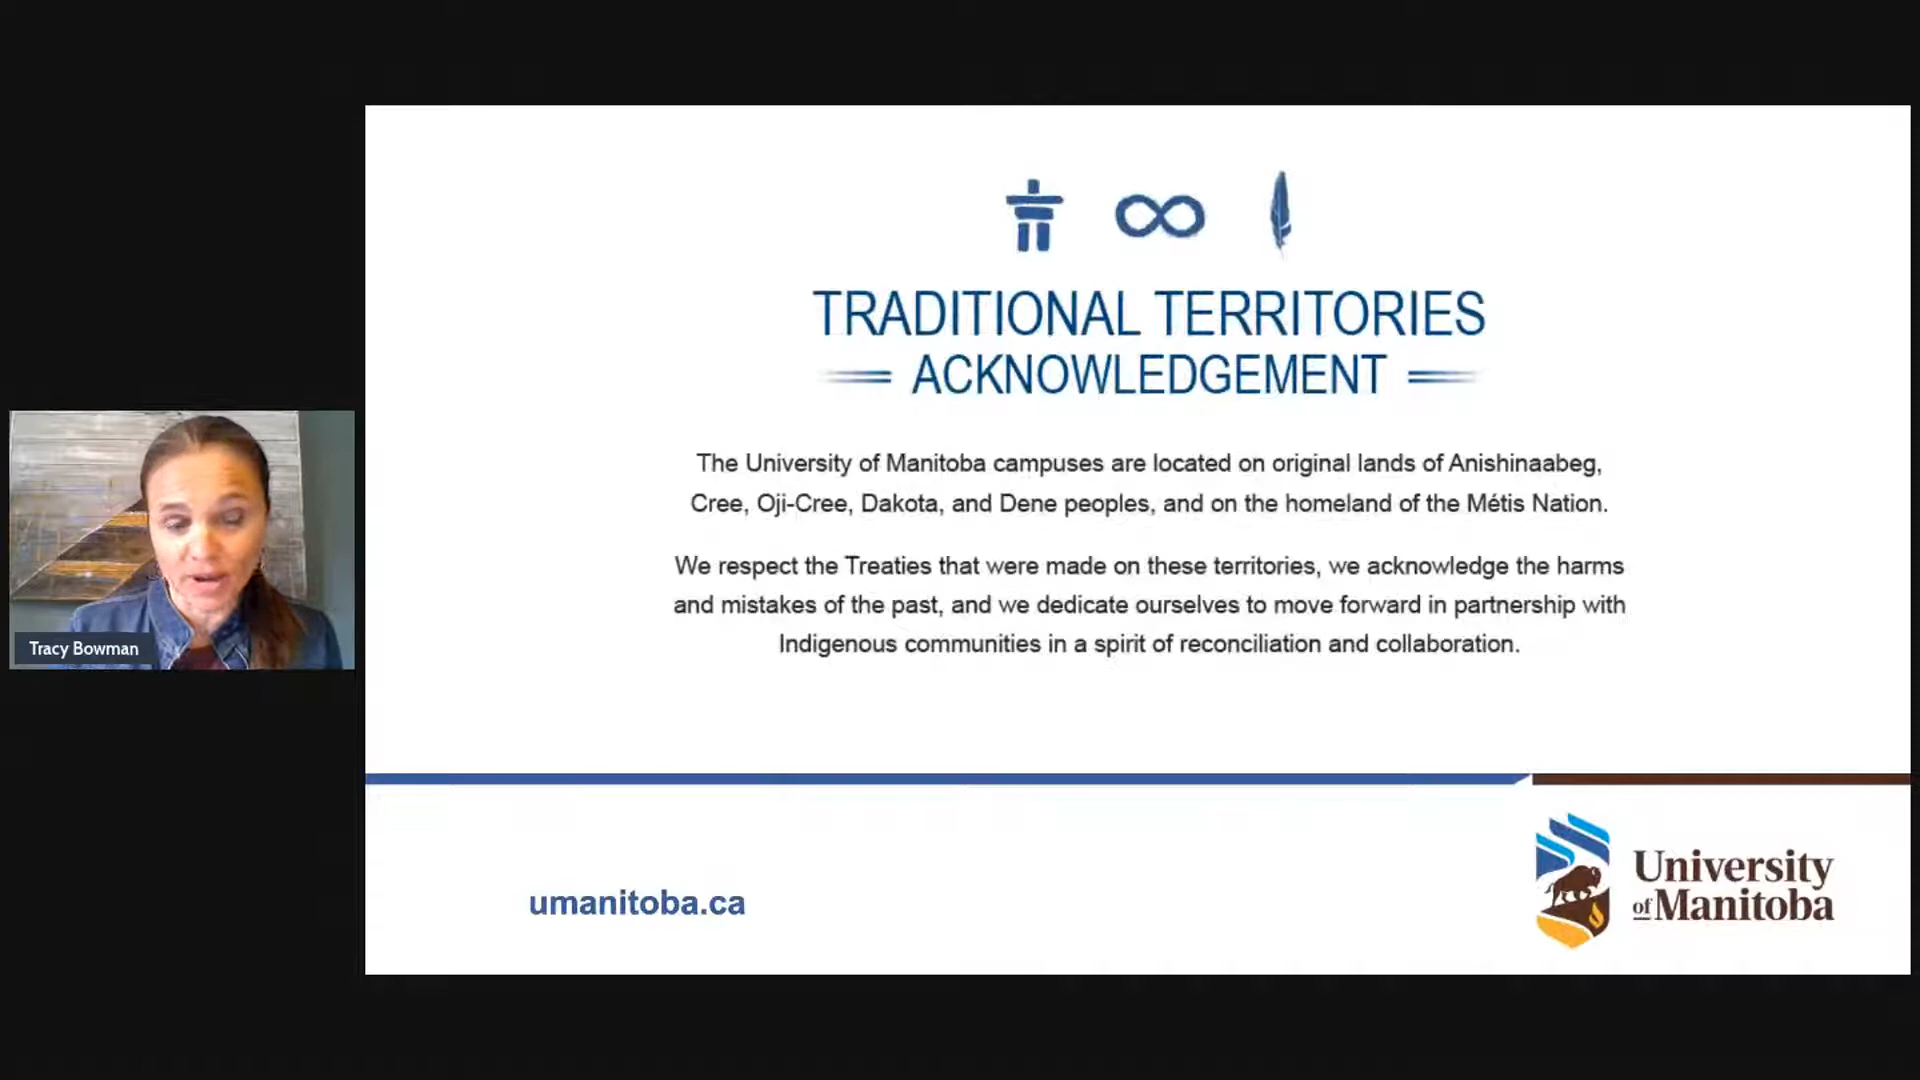 TRADITIONAL TERRITORIES
ACKNOWLEDGEMENT
The University of Manitoba campuses are located on original lands of Anishinaabeg,
Cree, Oji-Cree, Dakota, and Dene peoples, and on the homeland of the Métis Nation.
We respect the Treaties that were made on these territories, we acknowledge the harms
and mistakes of the past, and we dedicate ourselves to move forward in partnership with
Indigenous communities in a spirit of reconciliation and collaboration.
Tracy Bowman
umanitoba.ca
University
of Manitoba